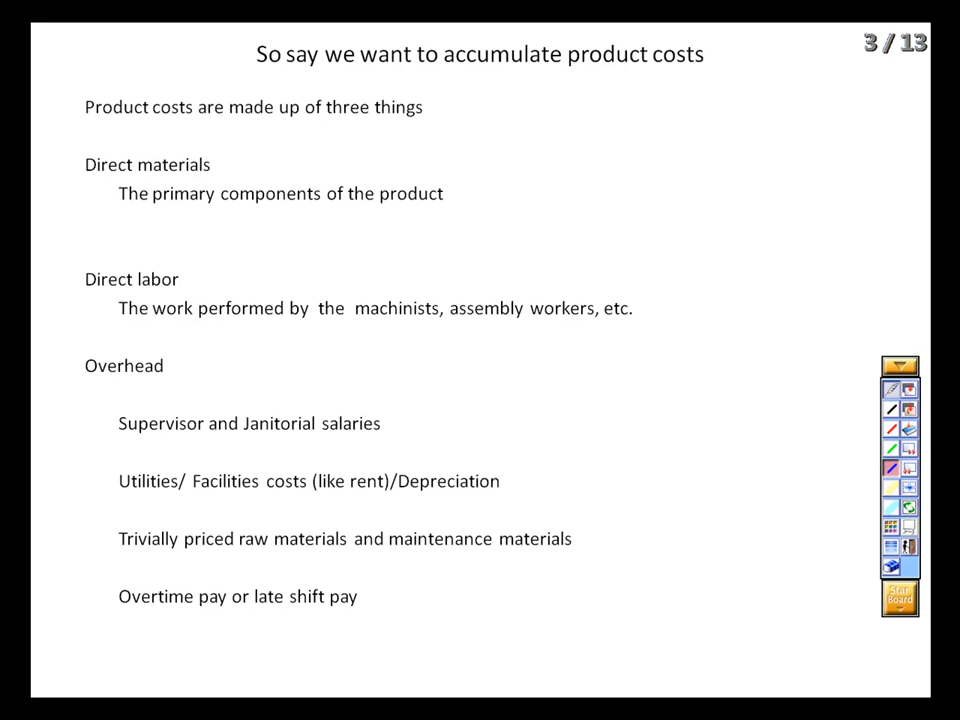 So say we want to accumulate product costs
3 / 13
Product costs are made up of three things
Direct materials
The primary components of the product
Direct labor
The work performed by the machinists, assembly workers, etc.
Overhead
Supervisor and Janitorial salaries
Utilities/ Facilities costs (like rent)/Depreciation
Trivially priced raw materials and maintenance materials
Overtime pay or late shift pay
Star
Board